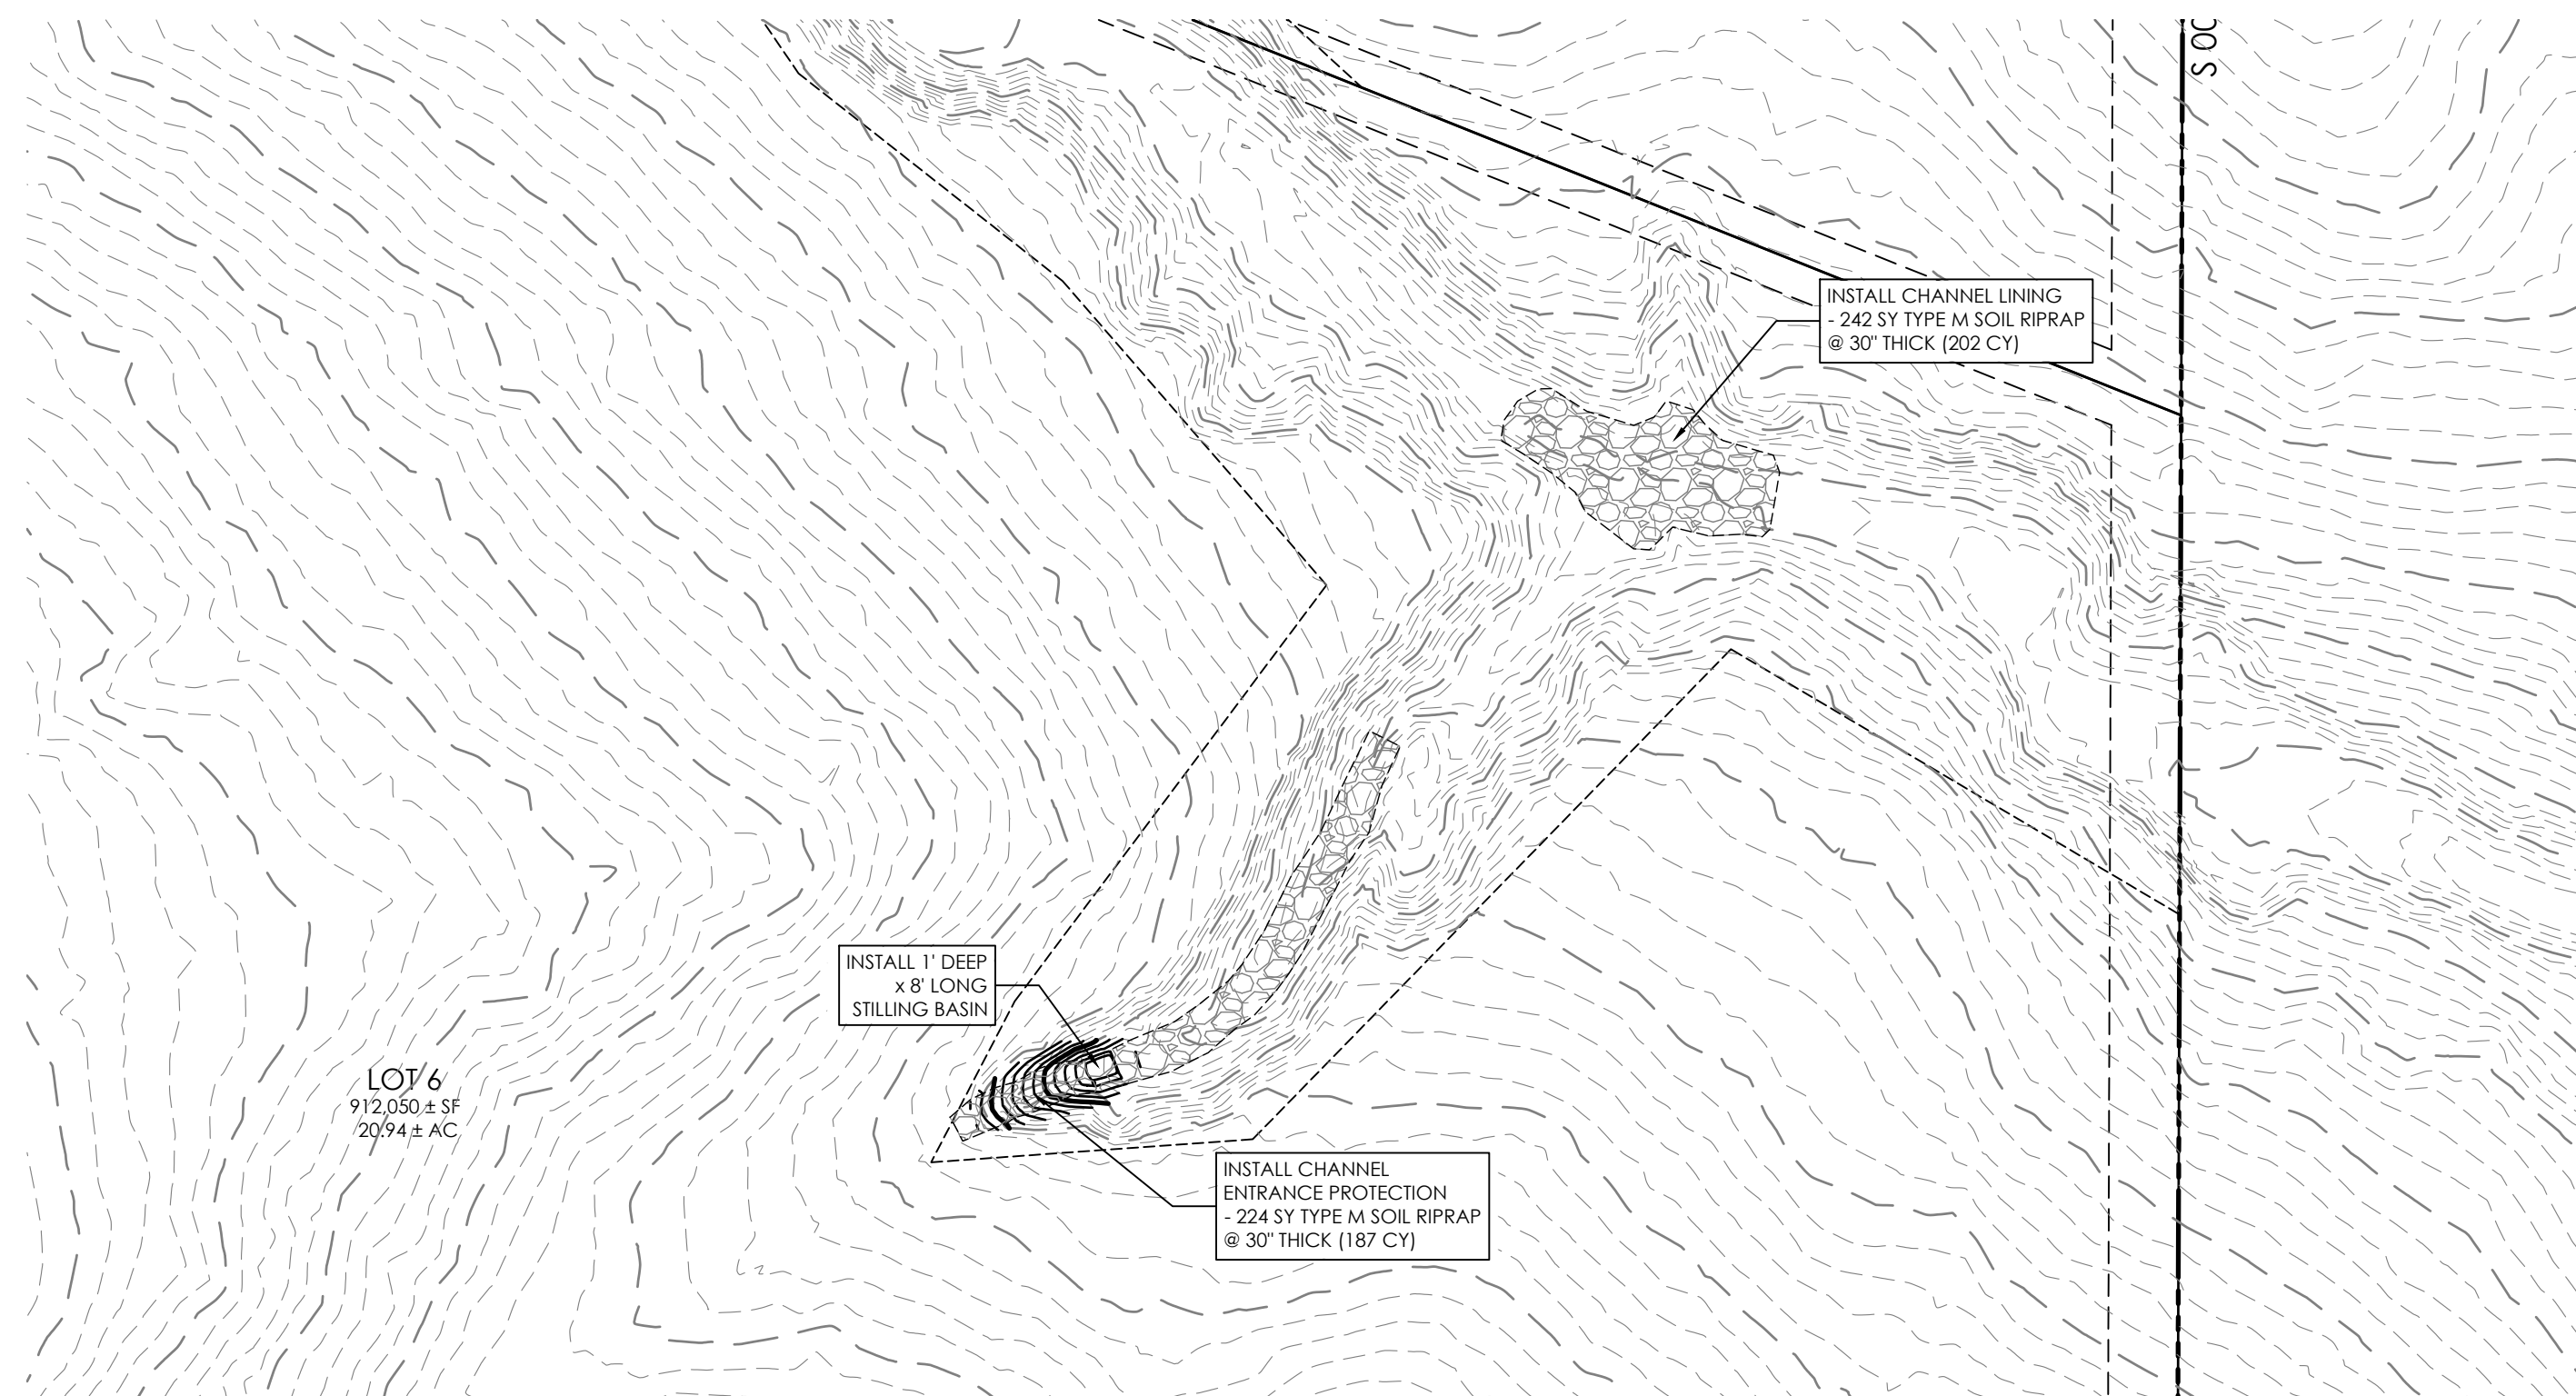 S 00
INSTALL CHANNEL LINING
- 242 SY TYPE M SOIL RIPRAP
@ 30" THICK (202 CY)
INSTALL 1' DEEP
x 8' LONG
STILLING BASIN
LOT 6
912,050 ± SF
20.94 ± AC
INSTALL CHANNEL
ENTRANCE PROTECTION
- 224 SY TYPE M SOIL RIPRAP
@ 30" THICK (187 CY)